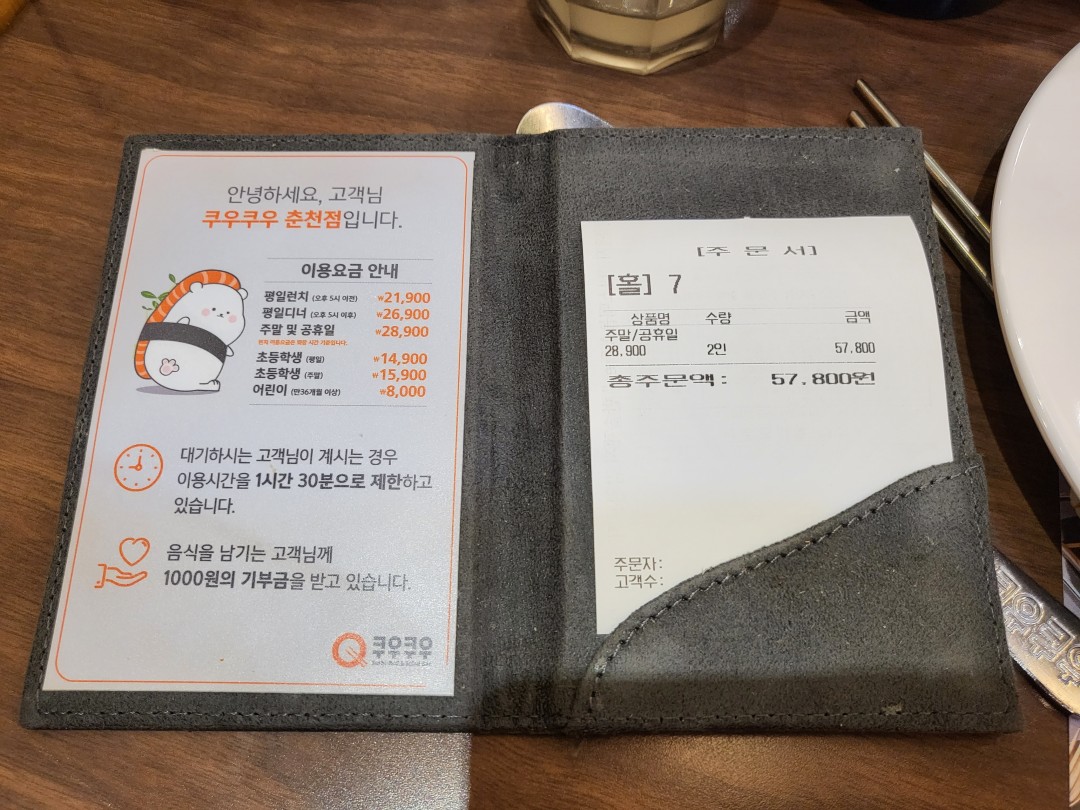 안녕하세요, 고객님
쿠우쿠우 춘천점입니다.
이용요금 안내
평일런치 (오후 5시 이전) ₩21,900
평일디너 (오후 5시 이후) ₩26,900
주말 및 공휴일 ₩28,900
초등학생 (평일) ₩14,900
초등학생 (주말) ₩15,900
어린이 (만36개월 이상) ₩8,000
대기하시는 고객님이 계시는 경우
이용시간을 1시간 30분으로 제한하고
있습니다.
음식을 남기는 고객님께
1000원의 기부금을 받고 있습니다.
쿠우쿠우
[주 문 서]
[홀] 7
상품명 수량 금액
주말/공휴일
28,900 2인 57,800
총주문액: 57,800원
주문자:
고객수:
쿠우쿠우